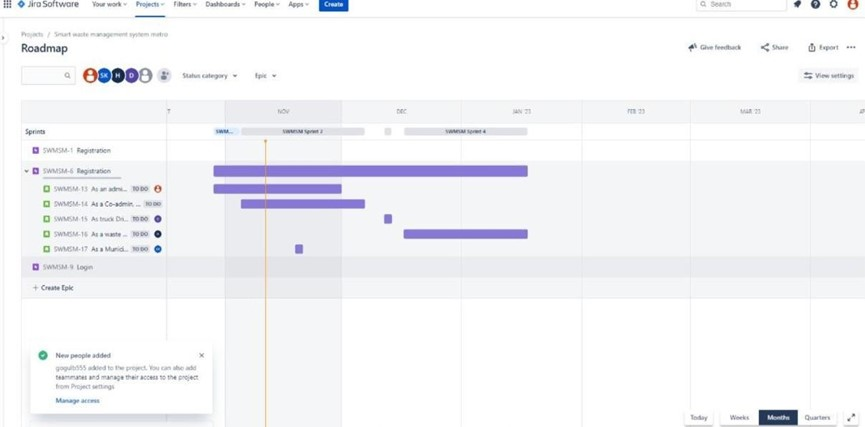 Jira Software Your work Projects Filters Dashboards People Apps Create Search
Projects / Smart waste management system metro
Roadmap
Give feedback Share Export
SK H D Status category Epic View settings
T NOV DEC JAN '23 FEB '23 MAR '23 AP
Sprints SWM... SWMSM Sprint 2 SWMSM Sprint 4
SWMSM-1 Registration
SWMSM-6 Registration
SWMSM-13 As an admi... TO DO
SWMSM-14 As a Co-admin, ... TO DO
SWMSM-15 As truck Dri... TO DO
SWMSM-16 As a waste ... TO DO
SWMSM-17 As a Munici... TO DO
SWMSM-9 Login
+ Create Epic
New people added
added to the project. You can also add
teammates and manage their access to the project
from Project settings
Manage access
Today Weeks Months Quarters